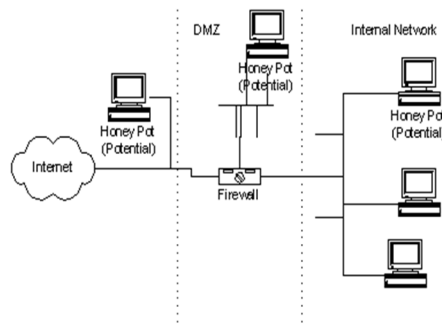 DMZ
Internal Network
Honey Pot
(Potential)
Honey Pot
(Potential)
Honey Pot
(Potential)
Internet
Firewall